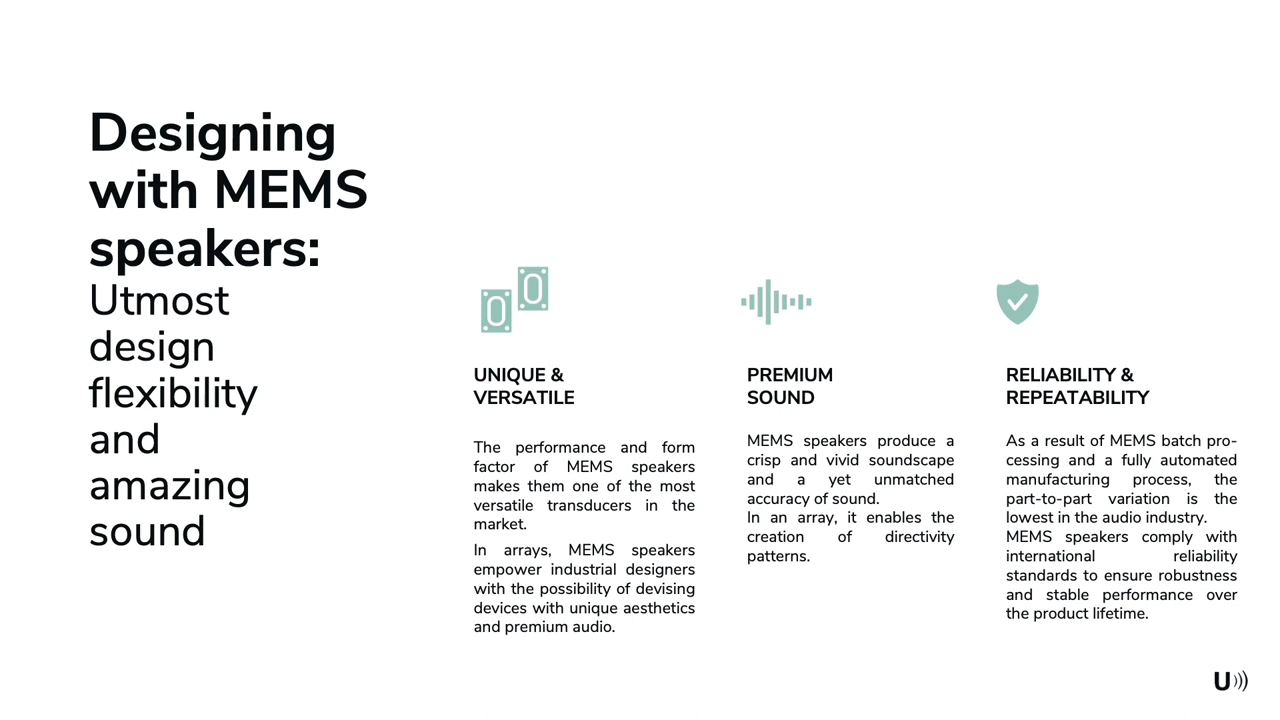 Designing
with MEMS
speakers:
Utmost
design
flexibility
and
amazing
sound
UNIQUE &
VERSATILE
The performance and form
factor of MEMS speakers
makes them one of the most
versatile transducers in the
market.
In arrays, MEMS speakers
empower industrial designers
with the possibility of devising
devices with unique aesthetics
and premium audio.
PREMIUM
SOUND
MEMS speakers produce a
crisp and vivid soundscape
and a yet unmatched
accuracy of sound.
In an array, it enables the
creation of directivity
patterns.
RELIABILITY &
REPEATABILITY
As a result of MEMS batch pro-
cessing and a fully automated
manufacturing process, the
part-to-part variation is the
lowest in the audio industry.
MEMS speakers comply with
international reliability
standards to ensure robustness
and stable performance over
the product lifetime.
U